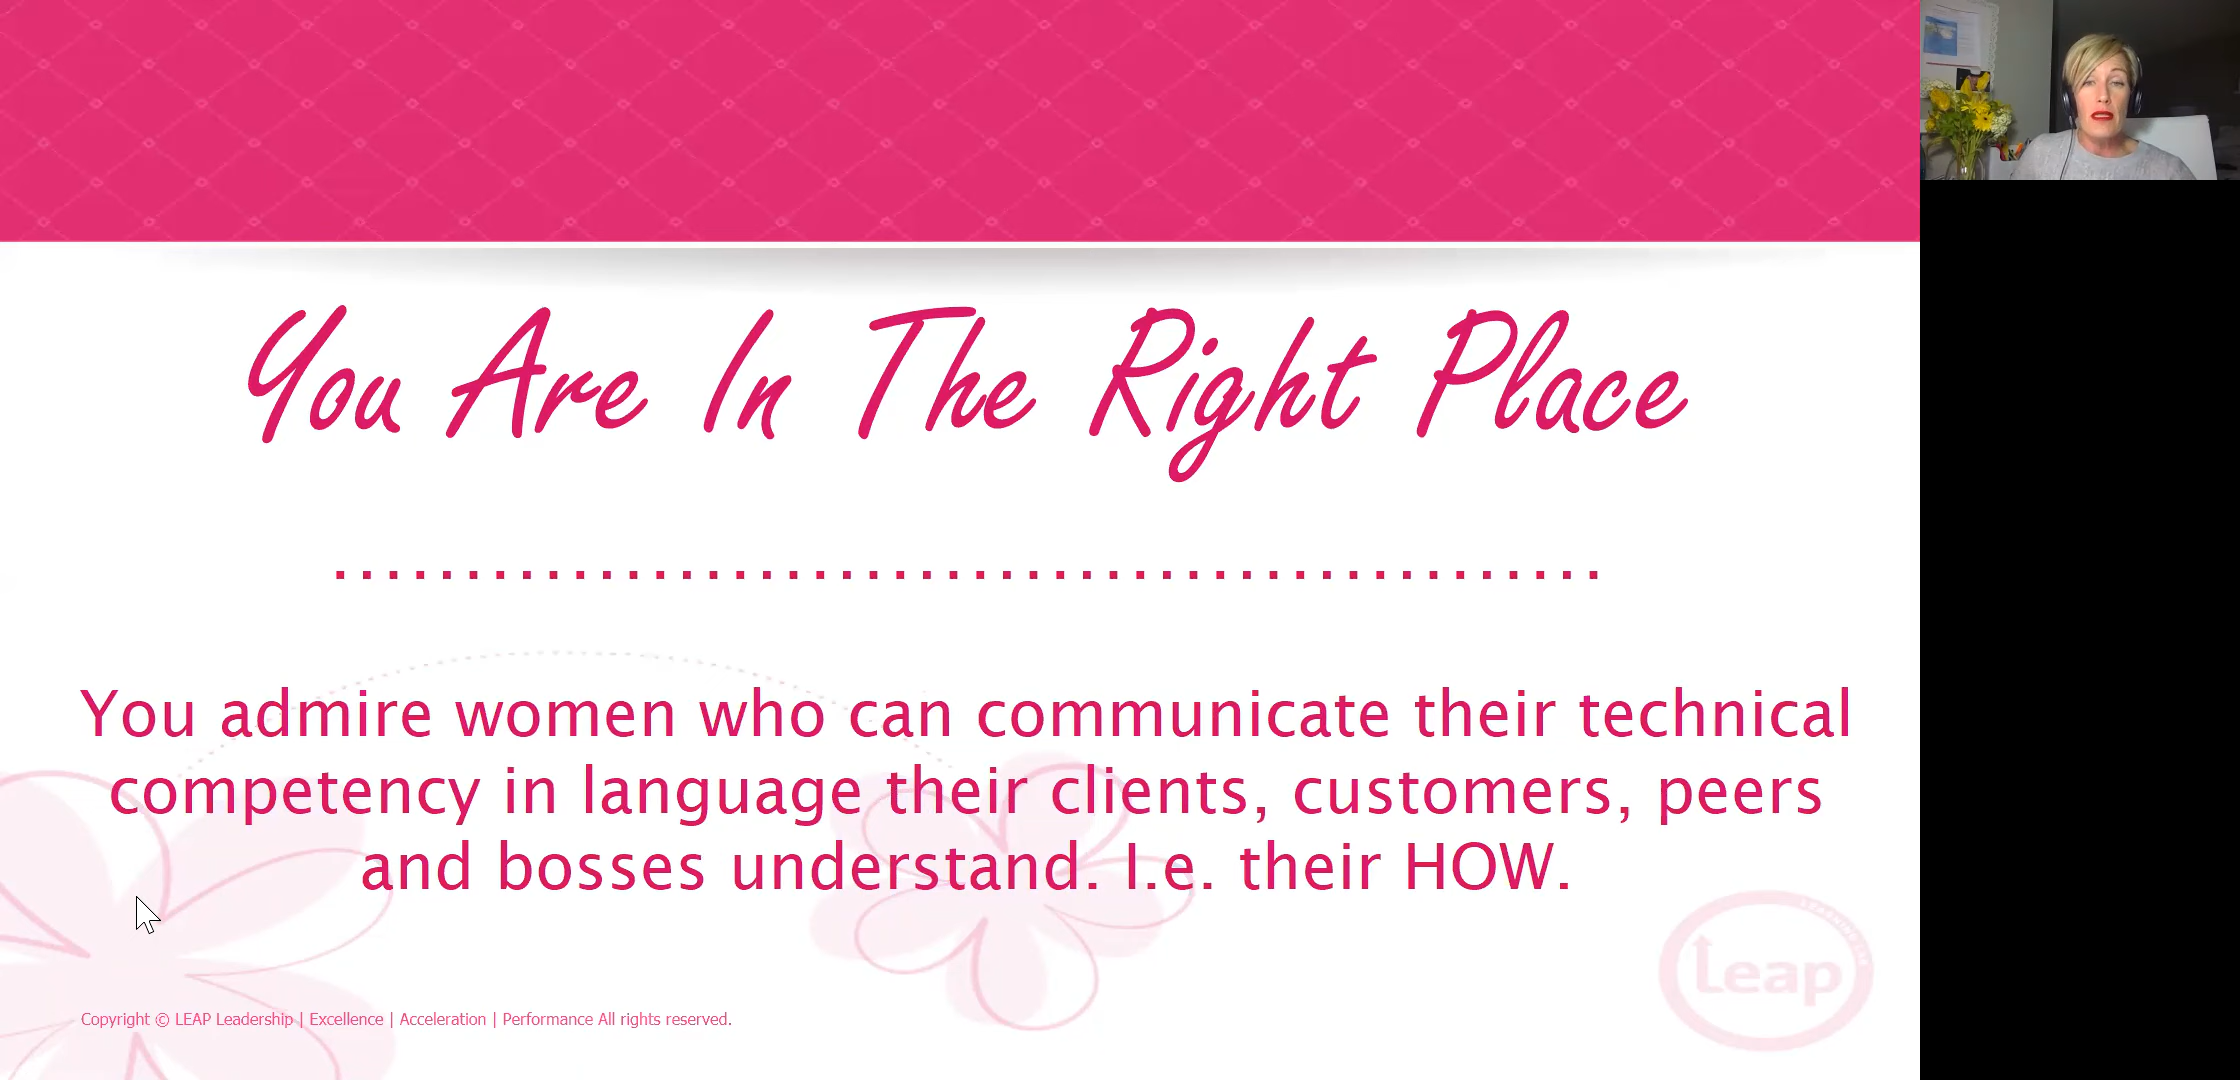 You Are In The Right Place
You admire women who can communicate their technical
competency in language their clients, customers, peers
and bosses understand. I.e. their HOW.
Leap
Copyright © LEAP Leadership | Excellence | Acceleration | Performance All rights reserved.